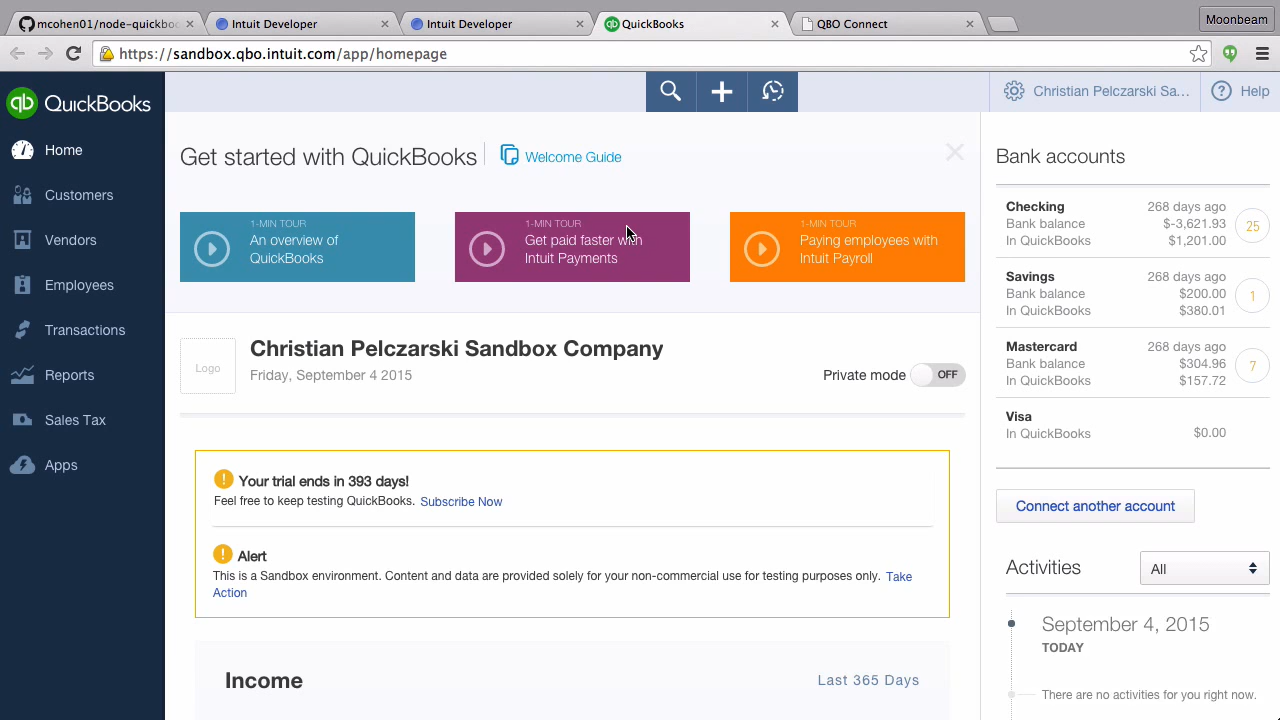 mcohen01/node-quickbo
Intuit Developer
Intuit Developer
QuickBooks
QBO Connect
Moonbeam
https://sandbox.qbo.intuit.com/app/homepage
qb QuickBooks
Christian Pelczarski Sa...
Help
Home
Customers
Vendors
Employees
Transactions
Reports
Sales Tax
Apps
Get started with QuickBooks
Welcome Guide
1-MIN TOUR
An overview of
QuickBooks
1-MIN TOUR
Get paid faster with
Intuit Payments
1-MIN TOUR
Paying employees with
Intuit Payroll
Logo
Christian Pelczarski Sandbox Company
Friday, September 4 2015
Private mode OFF
Your trial ends in 393 days!
Feel free to keep testing QuickBooks. Subscribe Now
Alert
This is a Sandbox environment. Content and data are provided solely for your non-commercial use for testing purposes only. Take
Action
Income
Last 365 Days
Bank accounts
Checking 268 days ago
Bank balance $-3,621.93
In QuickBooks $1,201.00
25
Savings 268 days ago
Bank balance $200.00
In QuickBooks $380.01
1
Mastercard 268 days ago
Bank balance $304.96
In QuickBooks $157.72
7
Visa
In QuickBooks $0.00
Connect another account
Activities
All
September 4, 2015
TODAY
There are no activities for you right now.